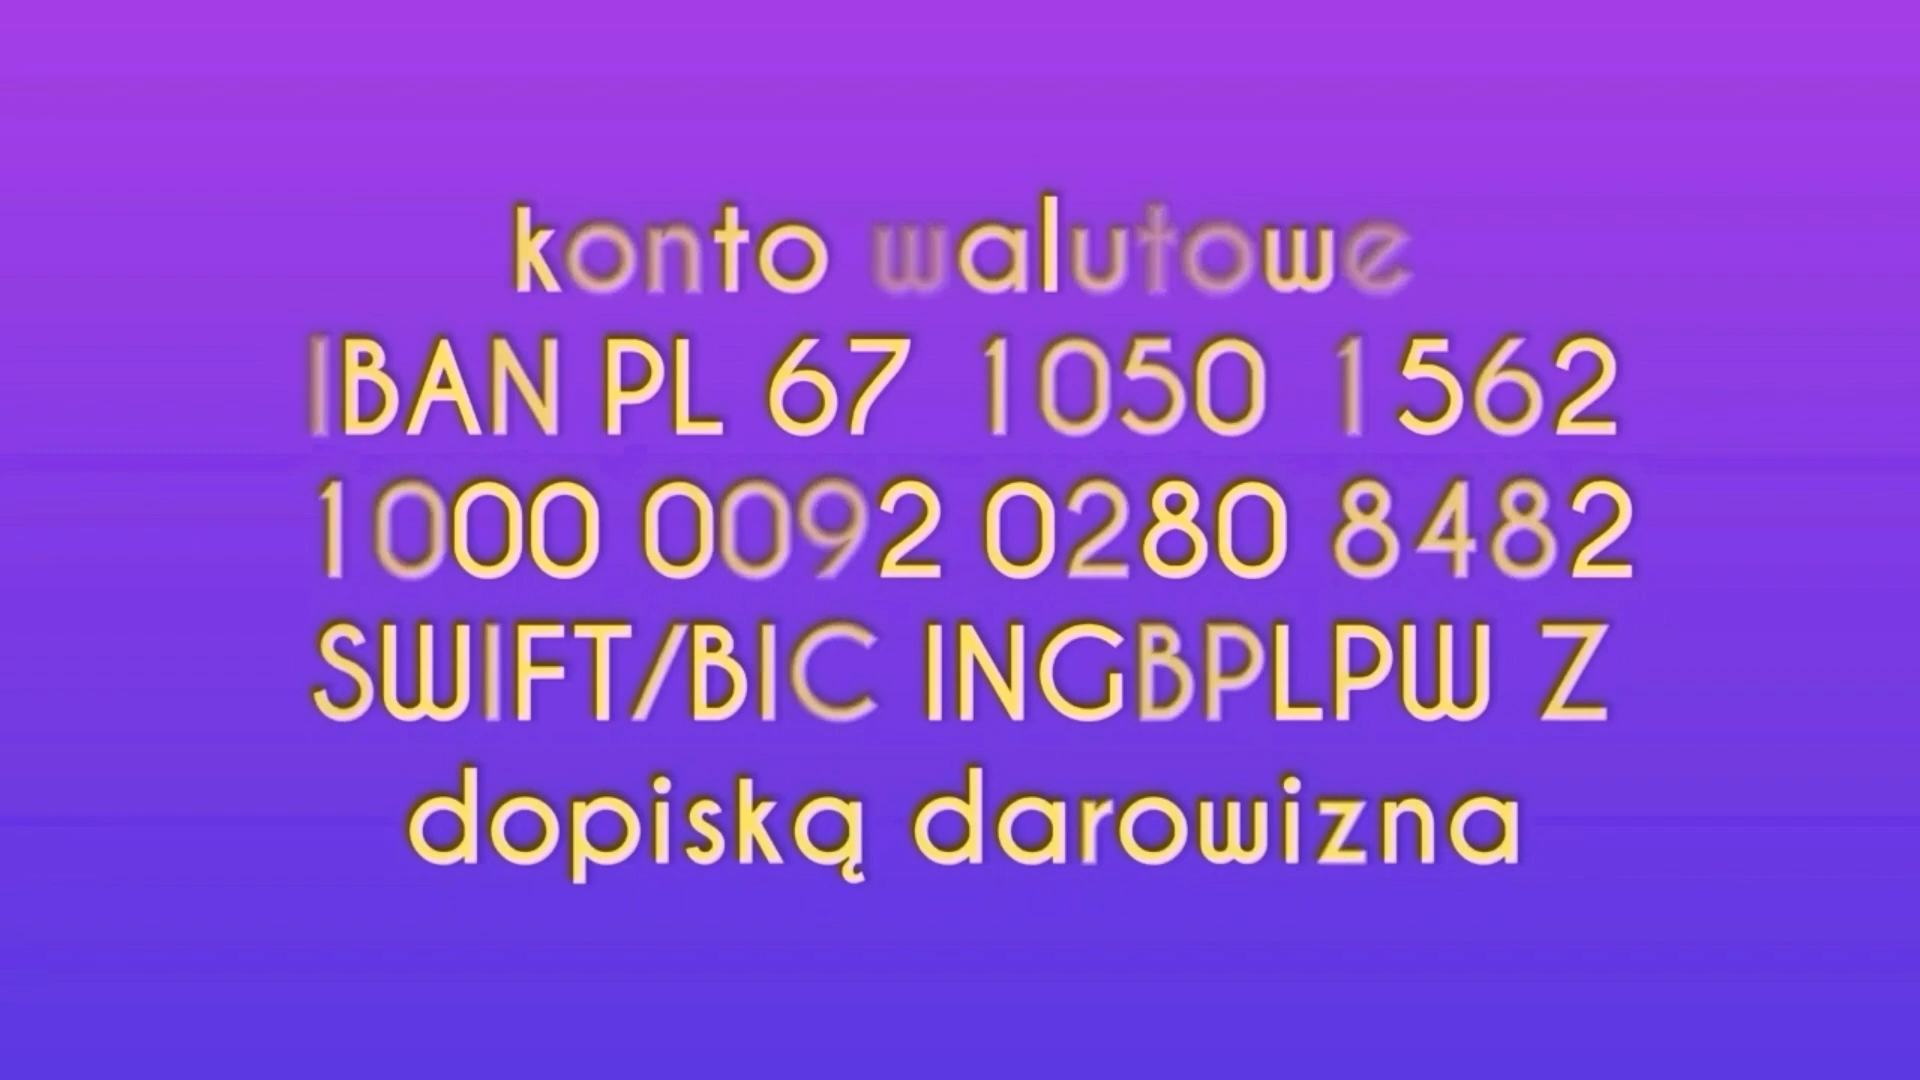 konto walutowe
IBAN PL 67 1050 1562
1000 0092 0280 8482
SWIFT/BIC INGBPLPW Z
dopiską darowizna